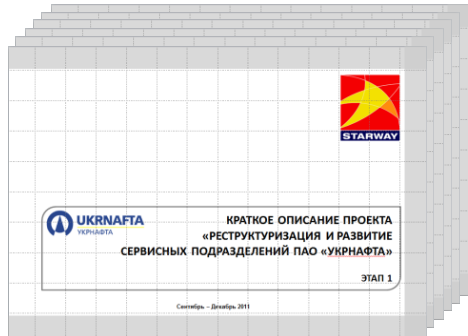 STARWAY
UKRNAFTA
УКРНАФТА
КРАТКОЕ ОПИСАНИЕ ПРОЕКТА
«РЕСТРУКТУРИЗАЦИЯ И РАЗВИТИЕ
СЕРВИСНЫХ ПОДРАЗДЕЛЕНИЙ ПАО «УКРНАФТА»
ЭТАП 1
Сентябрь – Декабрь 2011